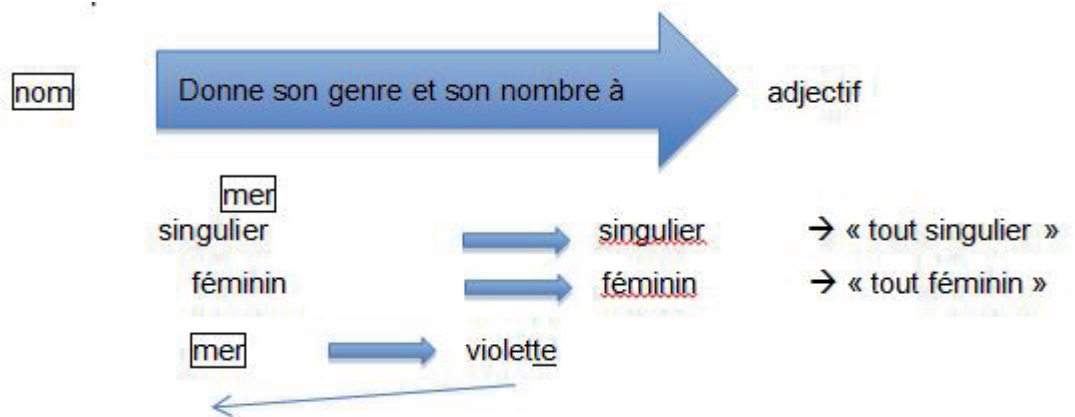 nom Donne son genre et son nombre à adjectif
mer
singulier singulier → « tout singulier »
féminin féminin → « tout féminin »
mer violette